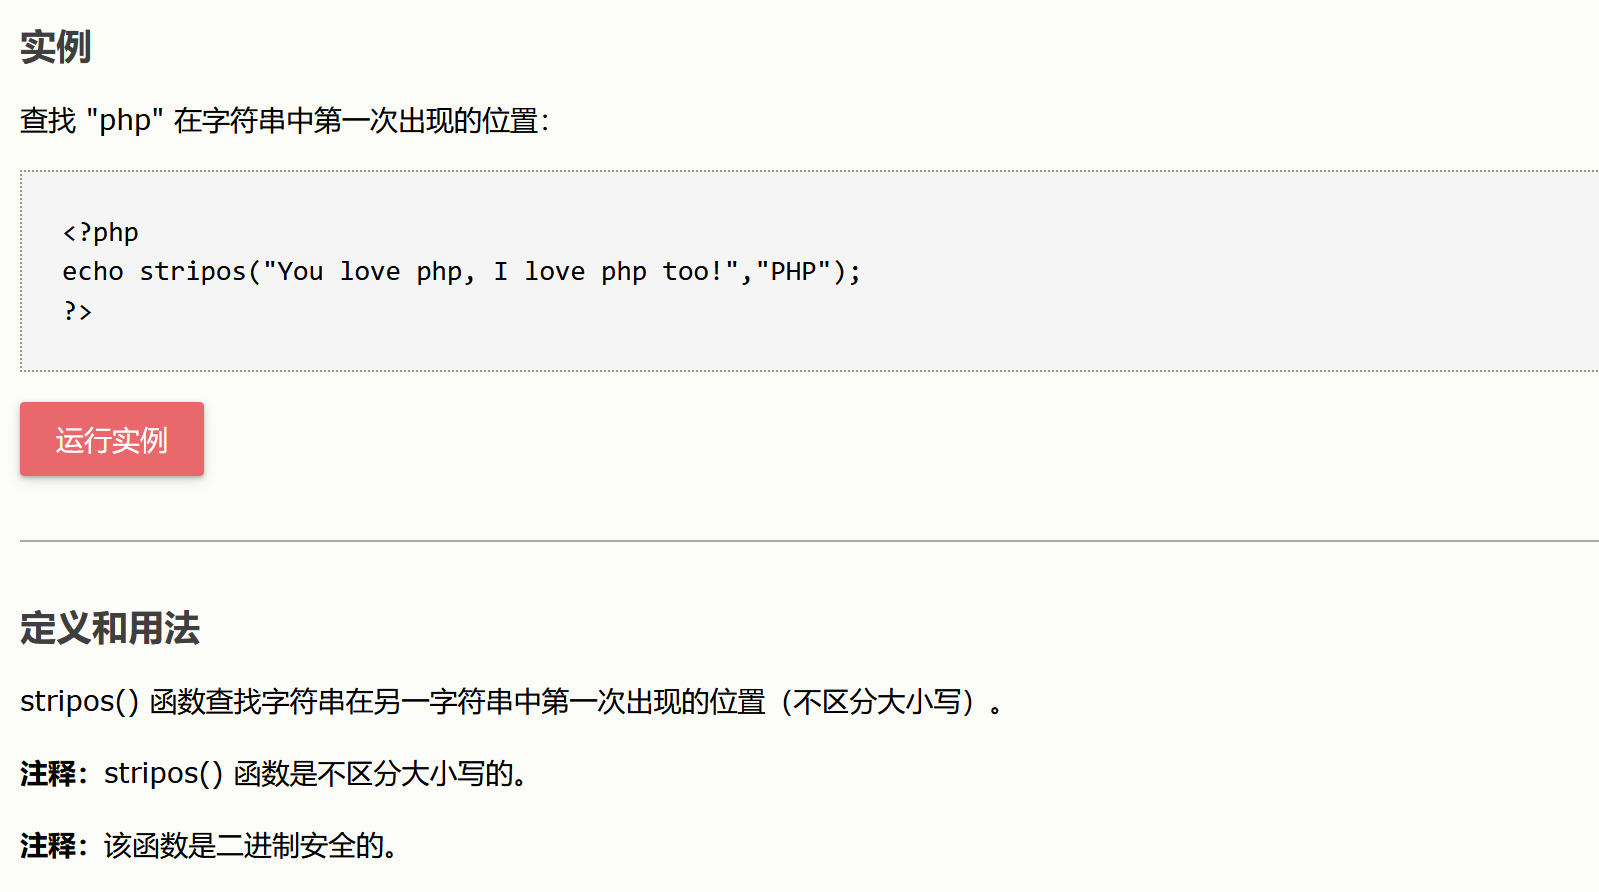 实例
查找 "php" 在字符串中第一次出现的位置：
<?php
echo stripos("You love php, I love php too!","PHP");
?>
运行实例
定义和用法
stripos() 函数查找字符串在另一字符串中第一次出现的位置（不区分大小写）。
注释：stripos() 函数是不区分大小写的。
注释：该函数是二进制安全的。